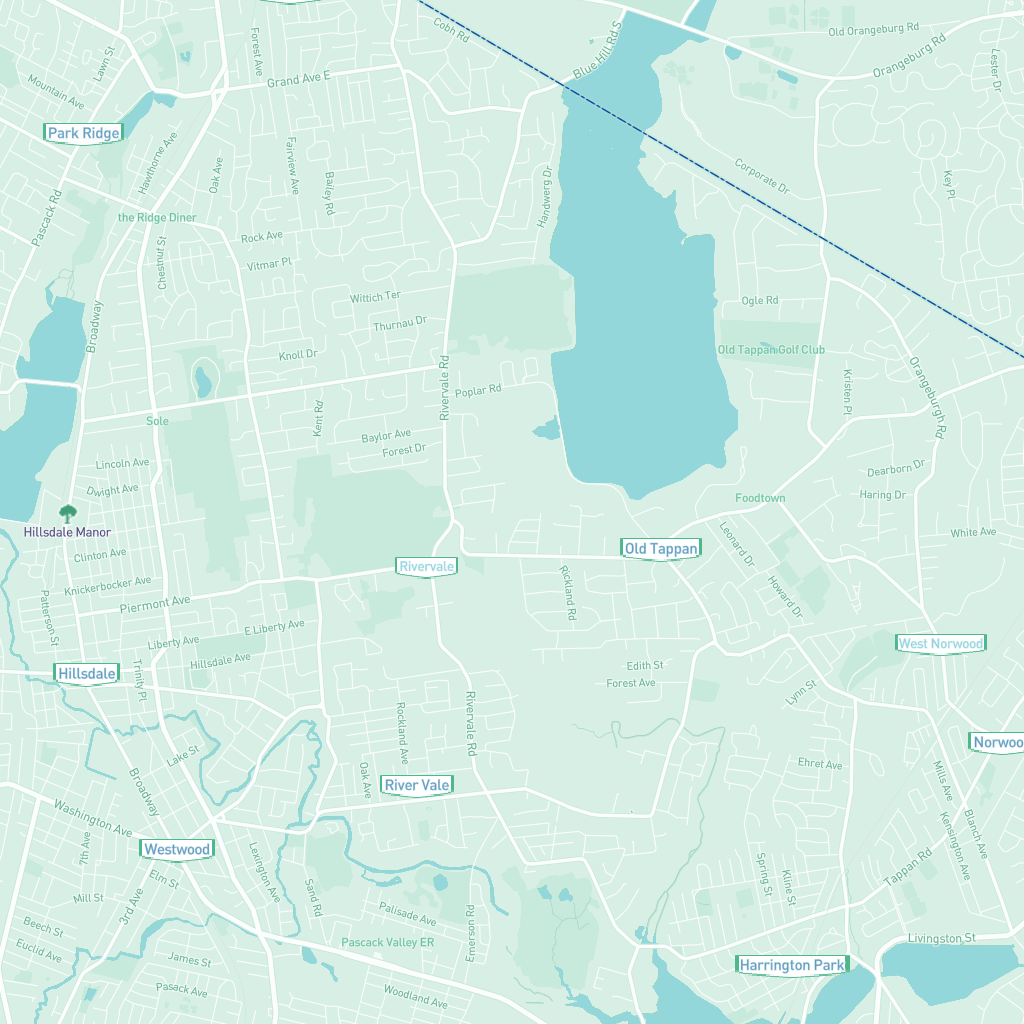 Cobh Rd
Blue Hill Rd S
Old Orangeburg Rd
Orangeburg Rd
Lester Dr
Lawn St
Forest Ave
Grand Ave E
Mountain Ave
Park Ridge
Hawthorne Ave
Oak Ave
Fairview Ave
Bailey Rd
Handwerg Dr
Corporate Dr
Key Pl
Pascack Rd
the Ridge Diner
Rock Ave
Chestnut St
Vitmar Pl
Wittich Ter
Ogle Rd
Broadway
Thurnau Dr
Knoll Dr
Old Tappan Golf Club
Rivervale Rd
Poplar Rd
Kristen Pl
Orangeburgh Rd
Sole
Kent Rd
Baylor Ave
Forest Dr
Lincoln Ave
Dwight Ave
Dearborn Dr
Haring Dr
Foodtown
Hillsdale Manor
White Ave
Leonard Dr
Clinton Ave
Old Tappan
Rivervale
Knickerbocker Ave
Rickland Rd
Howard Dr
Piermont Ave
Patterson St
E Liberty Ave
Liberty Ave
West Norwood
Hillsdale Ave
Edith St
Hillsdale
Trinity Pl
Forest Ave
Lynn St
Rockland Ave
Rivervale Rd
Norwoo
Lake St
Ehret Ave
Oak Ave
River Vale
Mills Ave
Broadway
Washington Ave
Blanch Ave
7th Ave
Westwood
Kensington Ave
Lexington Ave
Tappan Rd
Elm St
Spring St
Kline St
Mill St
3rd Ave
Sand Rd
Palisade Ave
Emerson Rd
Beech St
Livingston St
Pascack Valley ER
Euclid Ave
James St
Harrington Park
Pasack Ave
Woodland Ave